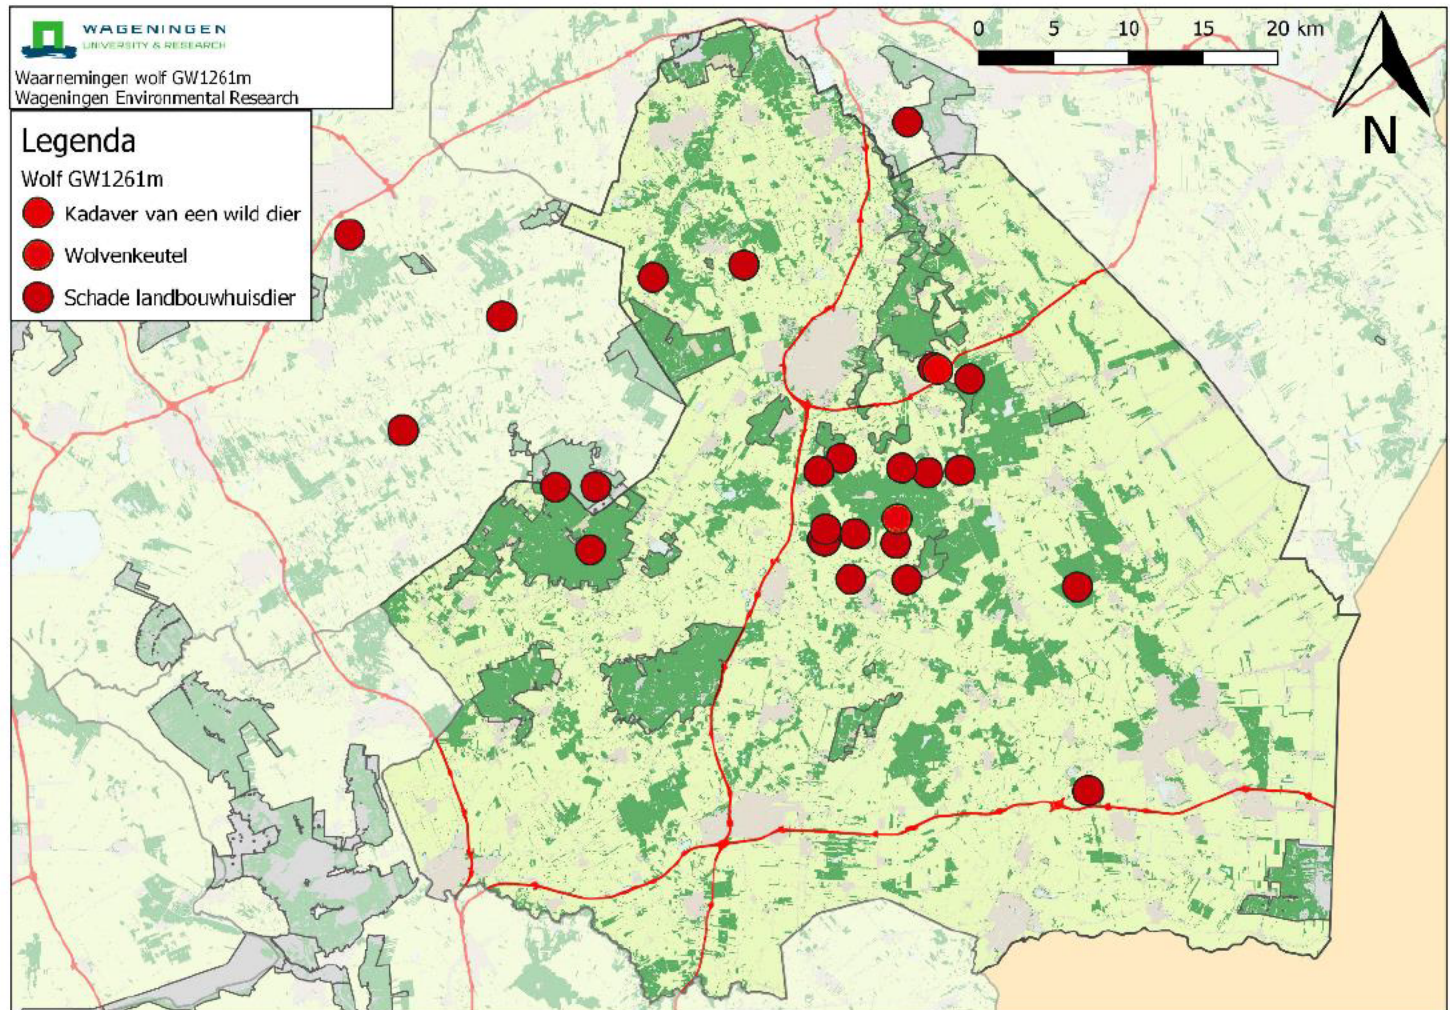 WAGENINGEN
UNIVERSITY & RESEARCH
Waarnemingen wolf GW1261m
Wageningen Environmental Research
Legenda
Wolf GW1261m
Kadaver van een wild dier
Wolvenkeutel
Schade landbouwhuisdier
0 5 10 15 20 km
N